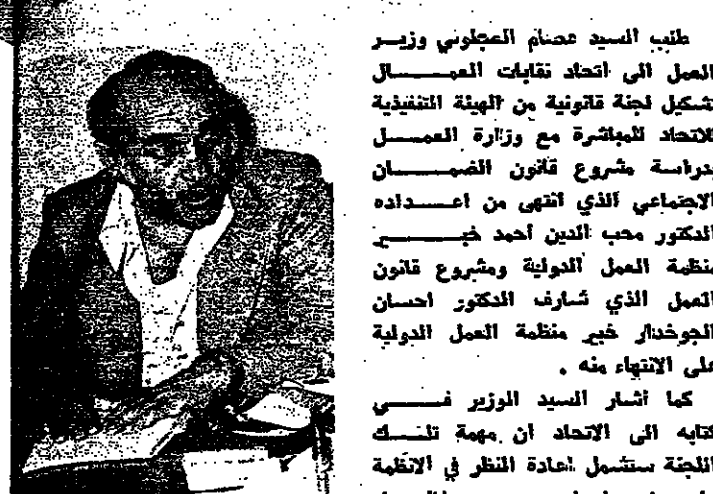 طلب السيد عصام العجلوني وزير
العمل الى اتحاد نقابات العمال
تشكيل لجنة قانونية من الهيئة التنفيذية
للاتحاد للمباشرة مع وزارة العمل
بدراسة مشروع قانون الضمان
الاجتماعي الذي انتهى من اعداده
الدكتور محب الدين احمد خبير
منظمة العمل الدولية ومشروع قانون
العمل الذي شارف الدكتور احسان
الجوخدار خبير منظمة العمل الدولية
على الانتهاء منه .
كما اشار السيد الوزير في
كتابه الى الاتحاد ان مهمة تلك
اللجنة ستشمل اعادة النظر في الانظمة